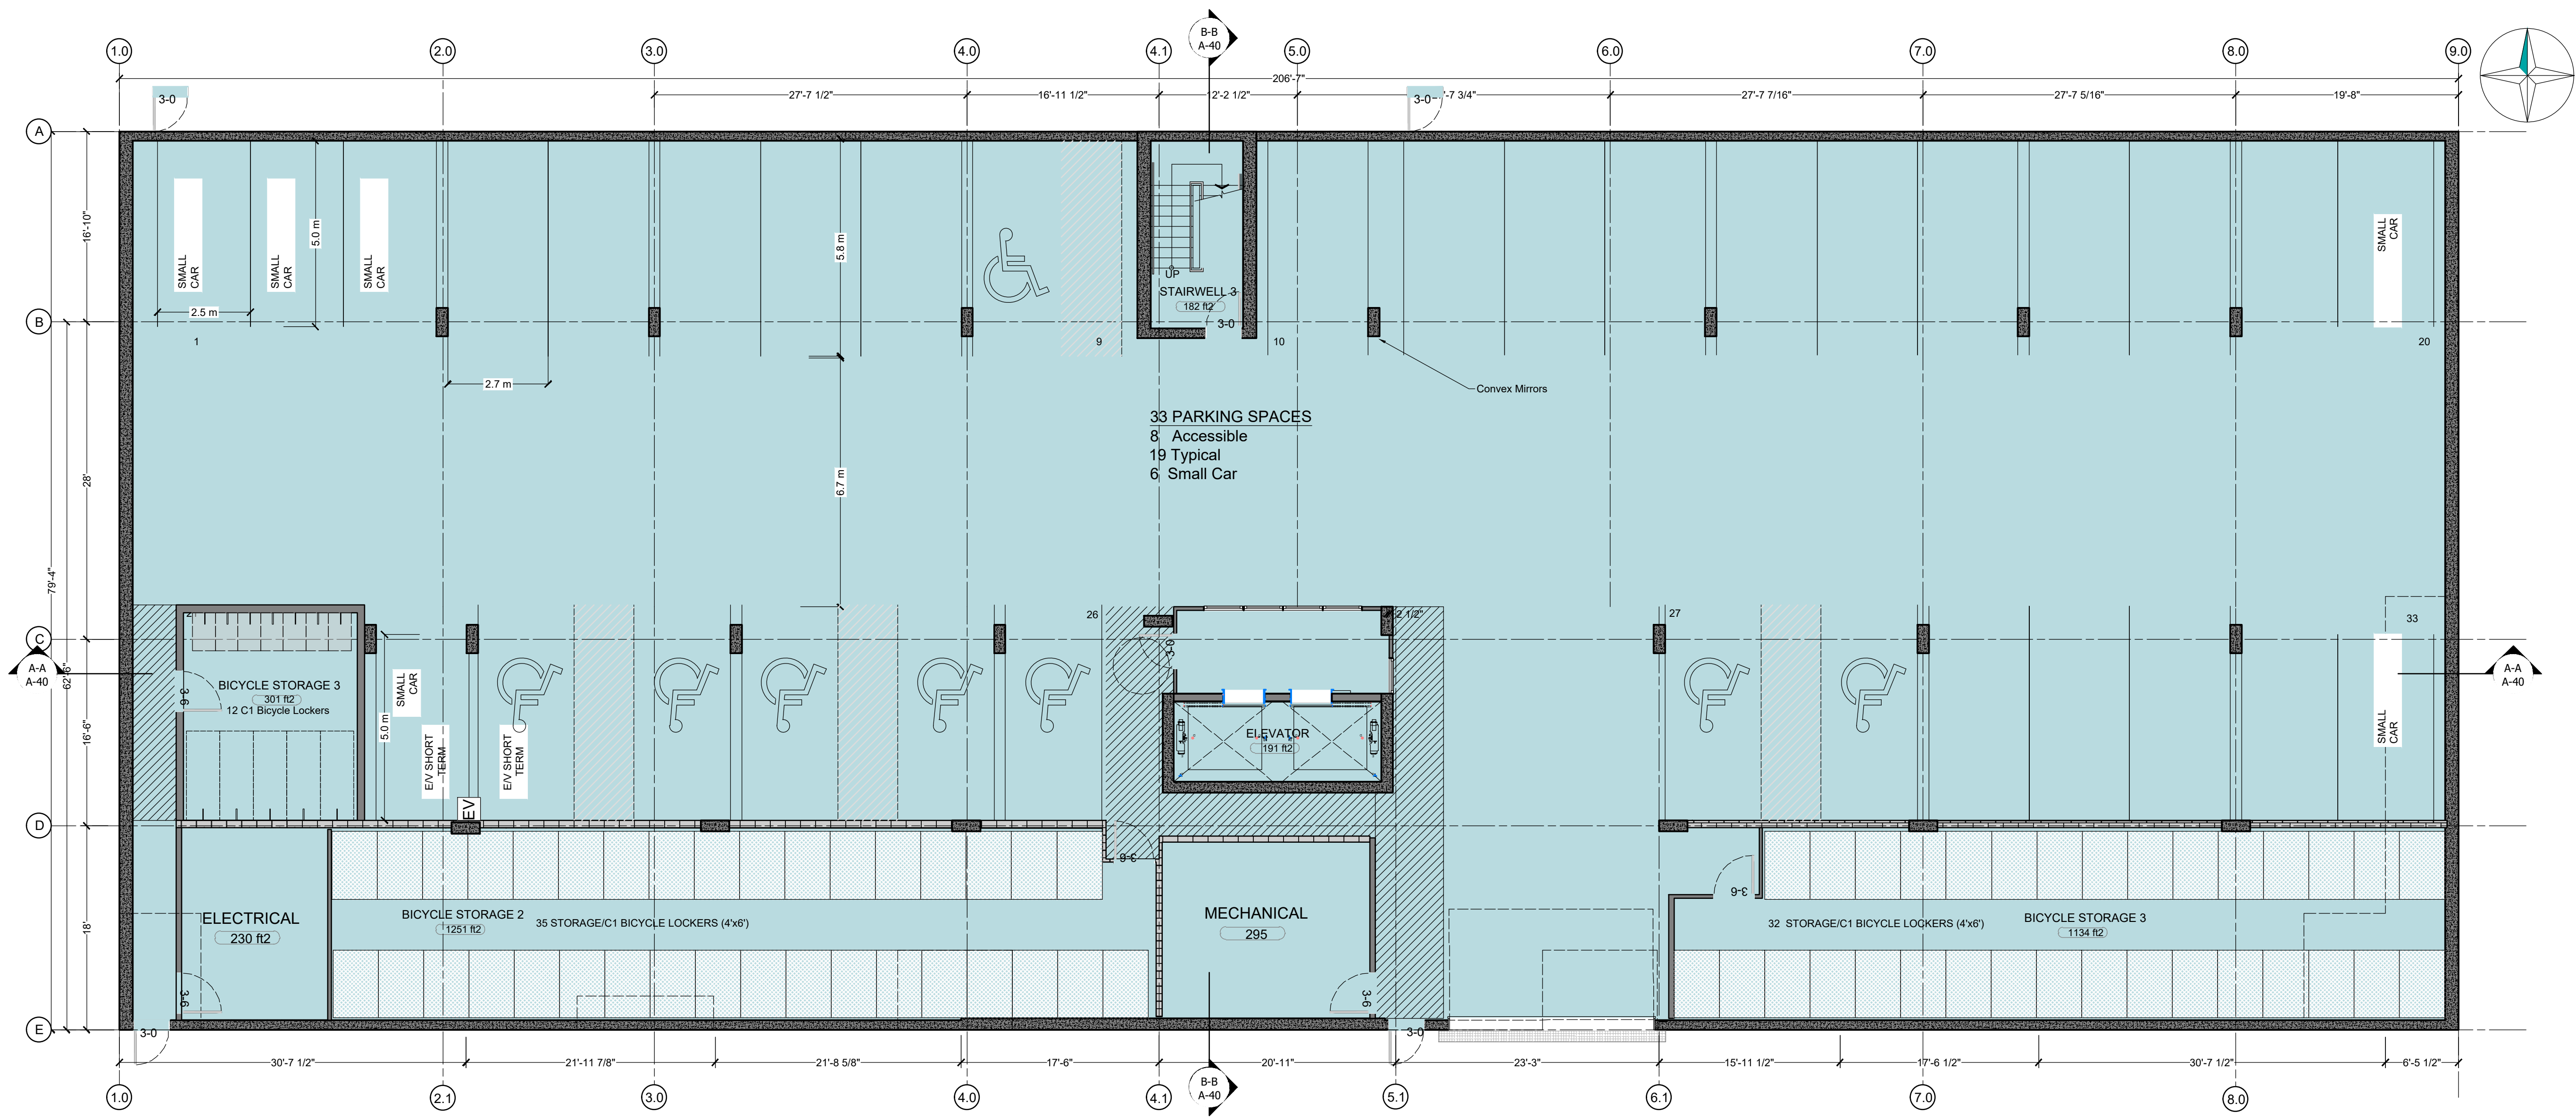 B-B
A-40
1.0
2.0
3.0
4.0
4.1
5.0
6.0
7.0
8.0
9.0
206'-7"
27'-7 1/2"
16'-11 1/2"
12'-2 1/2"
'-7 3/4"
27'-7 7/16"
27'-7 5/16"
19'-8"
3-0
3-0
A
16'-10"
SMALL
CAR
SMALL
CAR
SMALL
CAR
5.0 m
5.8 m
SMALL
CAR
UP
STAIRWELL 3
182 ft2
3-0
2.5 m
B
1
9
10
20
2.7 m
Convex Mirrors
33 PARKING SPACES
8 Accessible
19 Typical
6 Small Car
28"
6.7 m
79'-4"
62'-6"
26
2 1/2"
27
33
C
A-A
A-40
3-0
A-A
A-40
BICYCLE STORAGE 3
301 ft2
12 C1 Bicycle Lockers
3-6
SMALL
CAR
5.0 m
16'-6"
E/V SHORT
TERM
E/V SHORT
TERM
EV
ELEVATOR
191 ft2
SMALL
CAR
D
3-6
3-6
18'
ELECTRICAL
230 ft2
BICYCLE STORAGE 2
1251 ft2
35 STORAGE/C1 BICYCLE LOCKERS (4'x6')
MECHANICAL
295
32 STORAGE/C1 BICYCLE LOCKERS (4'x6')
BICYCLE STORAGE 3
1134 ft2
3-6
3-6
E
3-0
3-0
30'-7 1/2"
21'-11 7/8"
21'-8 5/8"
17'-6"
20'-11"
23'-3"
15'-11 1/2"
17'-6 1/2"
30'-7 1/2"
6'-5 1/2"
1.0
2.1
3.0
4.0
4.1
B-B
A-40
5.1
6.1
7.0
8.0